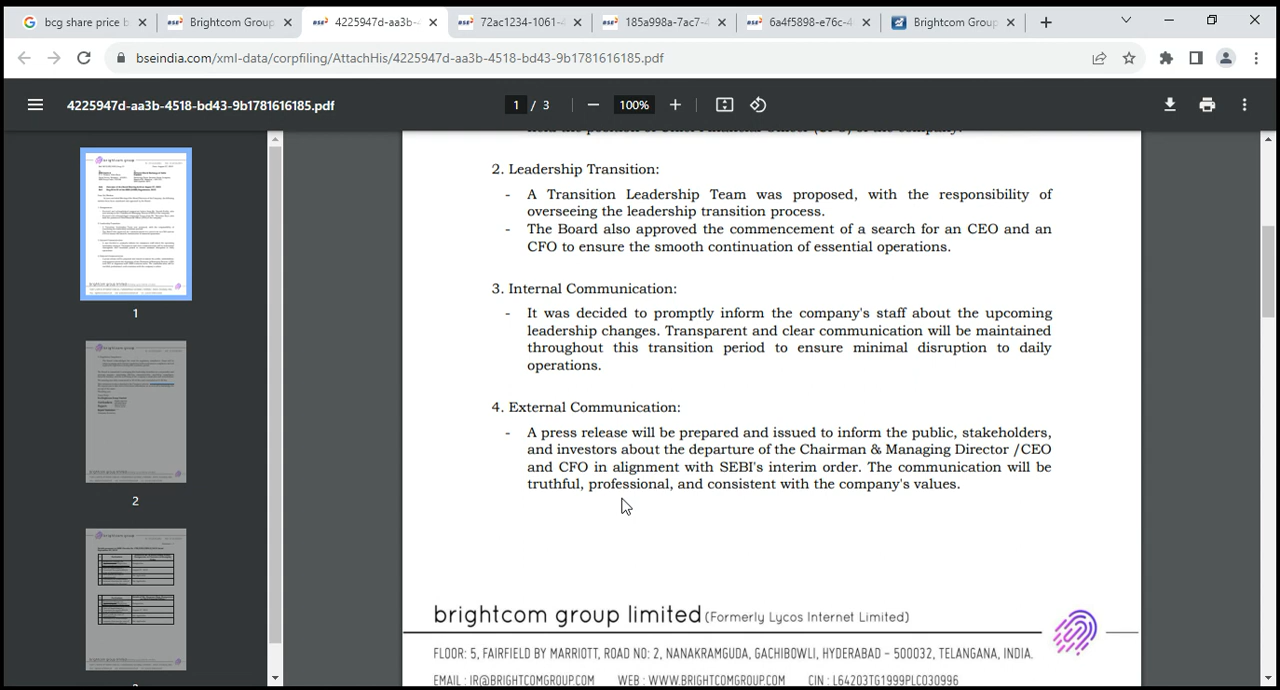 bcg share price b
Brightcom Group
4225947d-aa3b-4
72ac1234-1061-4
185a998a-7ac7-4
6a4f5898-e76c-4
Brightcom Group
bseindia.com/xml-data/corpfiling/AttachHis/4225947d-aa3b-4518-bd43-9b1781616185.pdf
4225947d-aa3b-4518-bd43-9b1781616185.pdf
1 / 3
100%
2. Leadership Transition:
- A Transition Leadership Team was proposed, with the responsibility of
overseeing the leadership transition process.
- The Board also approved the commencement of a search for an CEO and an
CFO to ensure the smooth continuation of essential operations.
3. Internal Communication:
- It was decided to promptly inform the company's staff about the upcoming
leadership changes. Transparent and clear communication will be maintained
throughout this transition period to ensure minimal disruption to daily
operations.
4. External Communication:
- A press release will be prepared and issued to inform the public, stakeholders,
and investors about the departure of the Chairman & Managing Director /CEO
and CFO in alignment with SEBI's interim order. The communication will be
truthful, professional, and consistent with the company's values.
brightcom group limited (Formerly Lycos Internet Limited)
FLOOR: 5, FAIRFIELD BY MARRIOTT, ROAD NO: 2, NANAKRAMGUDA, GACHIBOWLI, HYDERABAD – 500032, TELANGANA, INDIA.
EMAIL : IR@BRIGHTCOMGROUP.COM WEB : WWW.BRIGHTCOMGROUP.COM CIN : L64203TG1999PLC030996
1
2